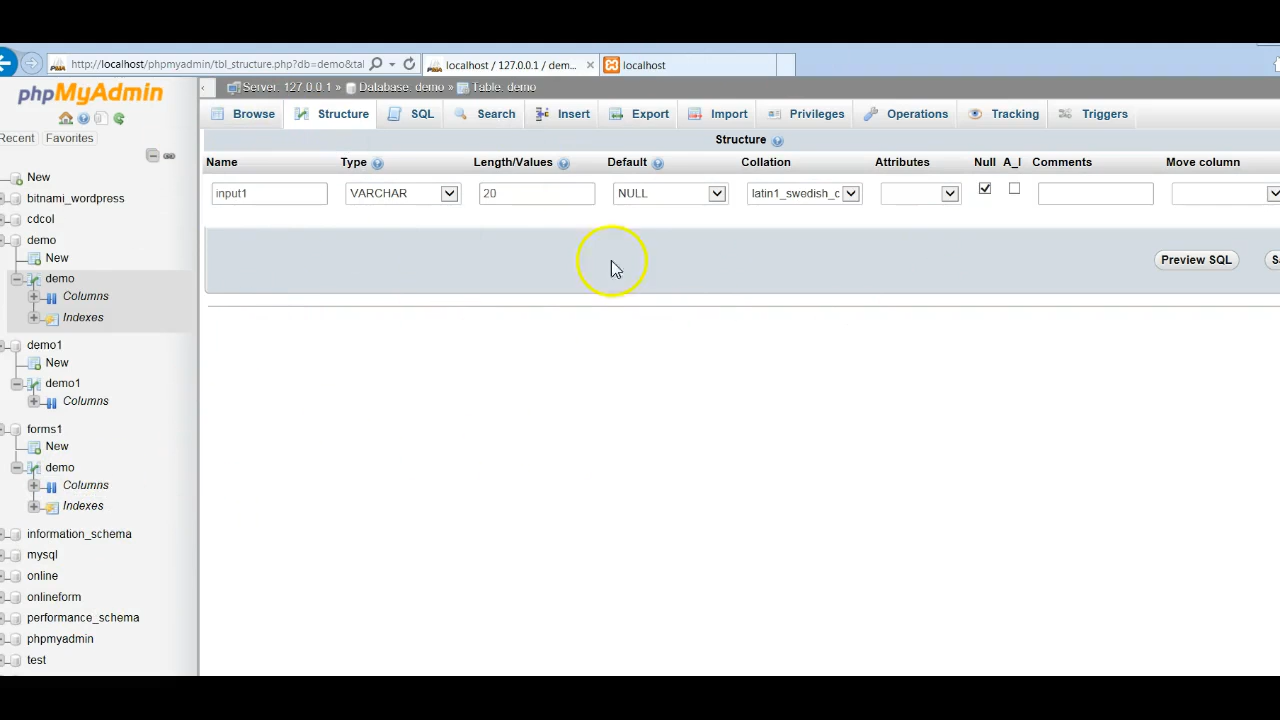 http://localhost/phpmyadmin/tbl_structure.php?db=demo&tal
localhost / 127.0.0.1 / dem...
localhost
phpMyAdmin
Server: 127.0.0.1 » Database: demo » Table: demo
Browse Structure SQL Search Insert Export Import Privileges Operations Tracking Triggers
Recent Favorites
Structure
Name Type Length/Values Default Collation Attributes Null A_I Comments Move column
input1 VARCHAR 20 NULL latin1_swedish_c
Preview SQL
New
bitnami_wordpress
cdcol
demo
New
demo
Columns
Indexes
demo1
New
demo1
Columns
forms1
New
demo
Columns
Indexes
information_schema
mysql
online
onlineform
performance_schema
phpmyadmin
test